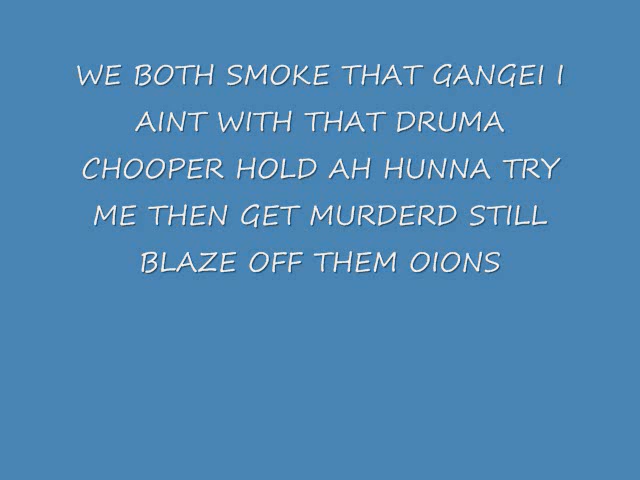 WE BOTH SMOKE THAT GANGEI I
AINT WITH THAT DRUMA
CHOOPER HOLD AH HUNNA TRY
ME THEN GET MURDERD STILL
BLAZE OFF THEM OIONS